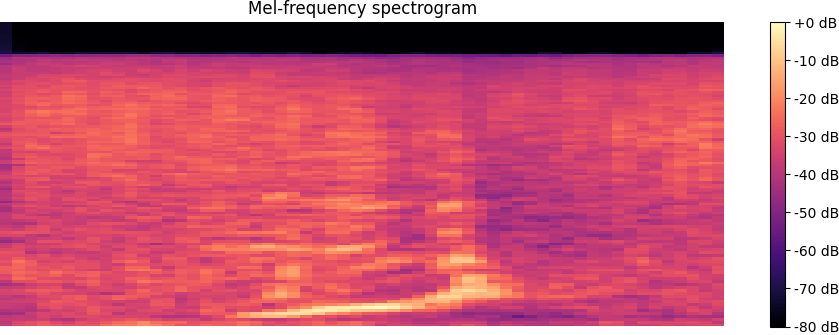 Mel-frequency spectrogram
+0 dB
-10 dB
-20 dB
-30 dB
-40 dB
-50 dB
-60 dB
-70 dB
-80 dB